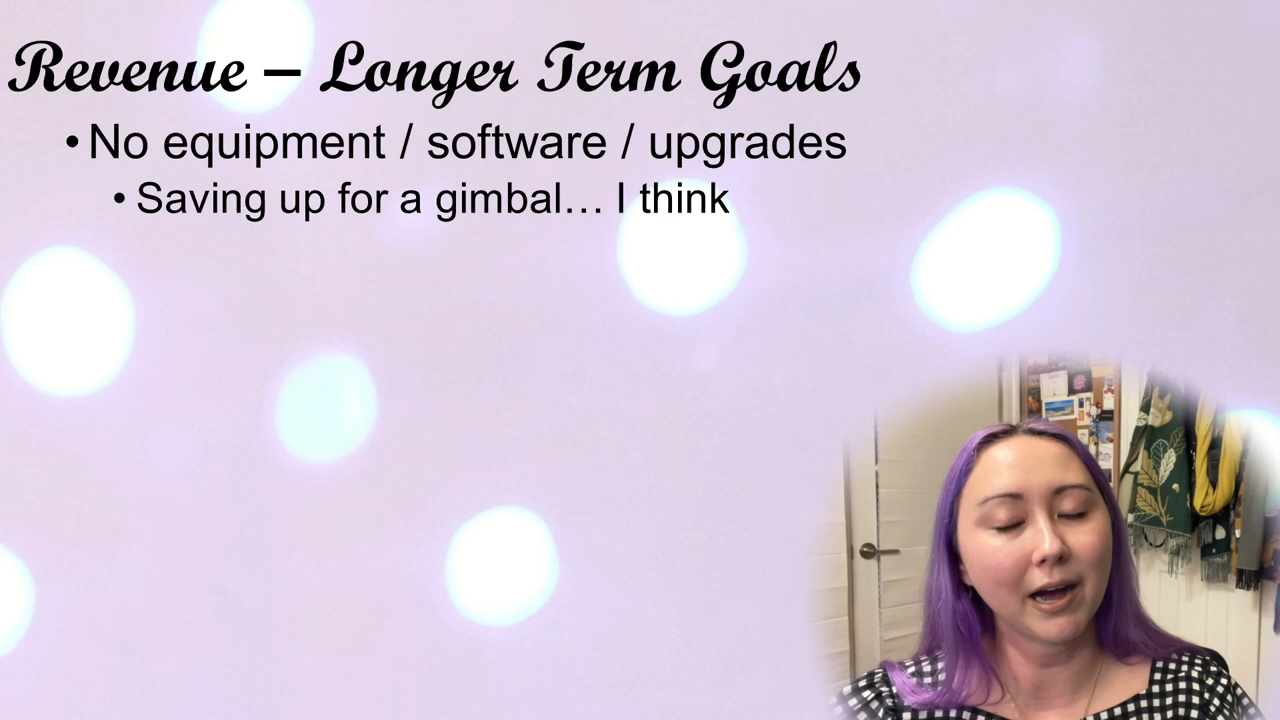 Revenue – Longer Term Goals
• No equipment / software / upgrades
• Saving up for a gimbal… I think